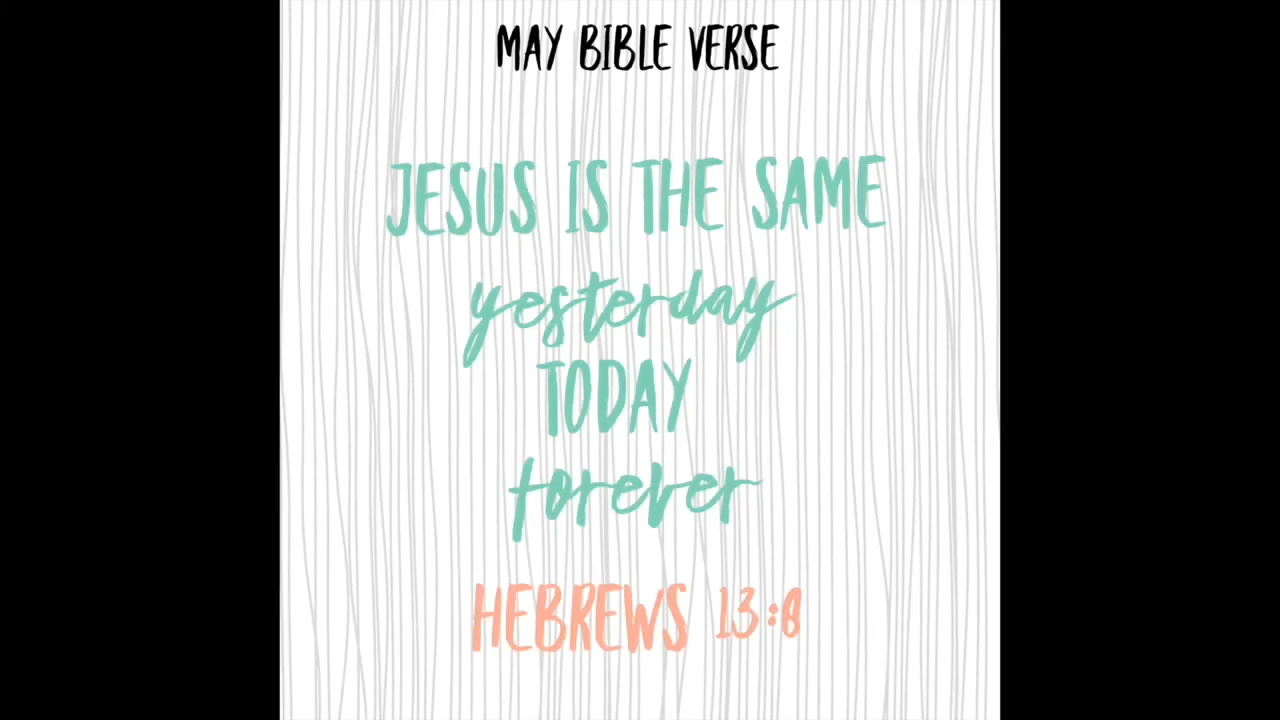 MAY BIBLE VERSE
JESUS IS THE SAME
yesterday
TODAY
forever
HEBREWS 13:8